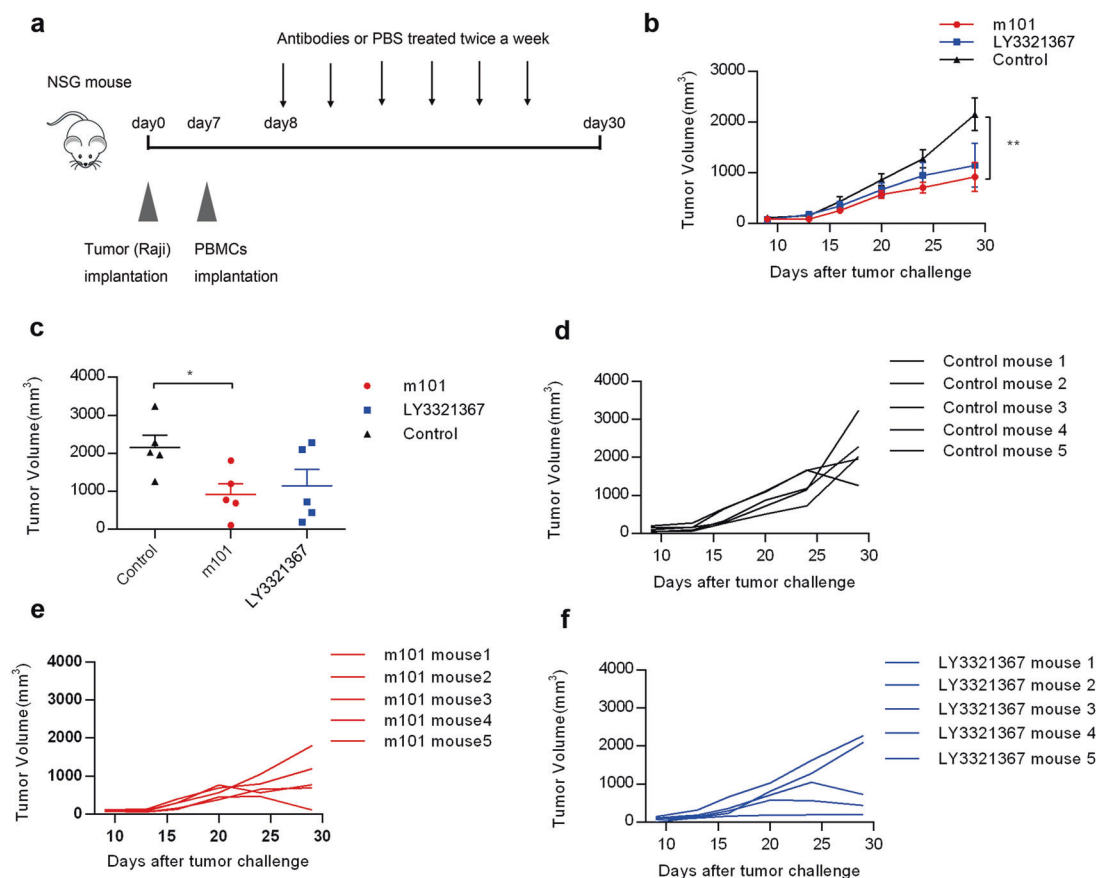 a
Antibodies or PBS treated twice a week
NSG mouse
day0 day7 day8 day30
Tumor (Raji)
implantation
PBMCs
implantation
b
m101
LY3321367
Control
Tumor Volume(mm³)
3000
2000
1000
0
**
10 15 20 25 30
Days after tumor challenge
c
Tumor Volume(mm³)
4000
3000
2000
1000
0
*
Control
m101
LY3321367
m101
LY3321367
Control
d
Tumor Volume(mm³)
4000
3000
2000
1000
0
10 15 20 25 30
Days after tumor challenge
Control mouse 1
Control mouse 2
Control mouse 3
Control mouse 4
Control mouse 5
e
Tumor Volume(mm³)
4000
3000
2000
1000
0
10 15 20 25 30
Days after tumor challenge
m101 mouse1
m101 mouse2
m101 mouse3
m101 mouse4
m101 mouse5
f
Tumor Volume(mm³)
4000
3000
2000
1000
0
10 15 20 25 30
Days after tumor challenge
LY3321367 mouse 1
LY3321367 mouse 2
LY3321367 mouse 3
LY3321367 mouse 4
LY3321367 mouse 5